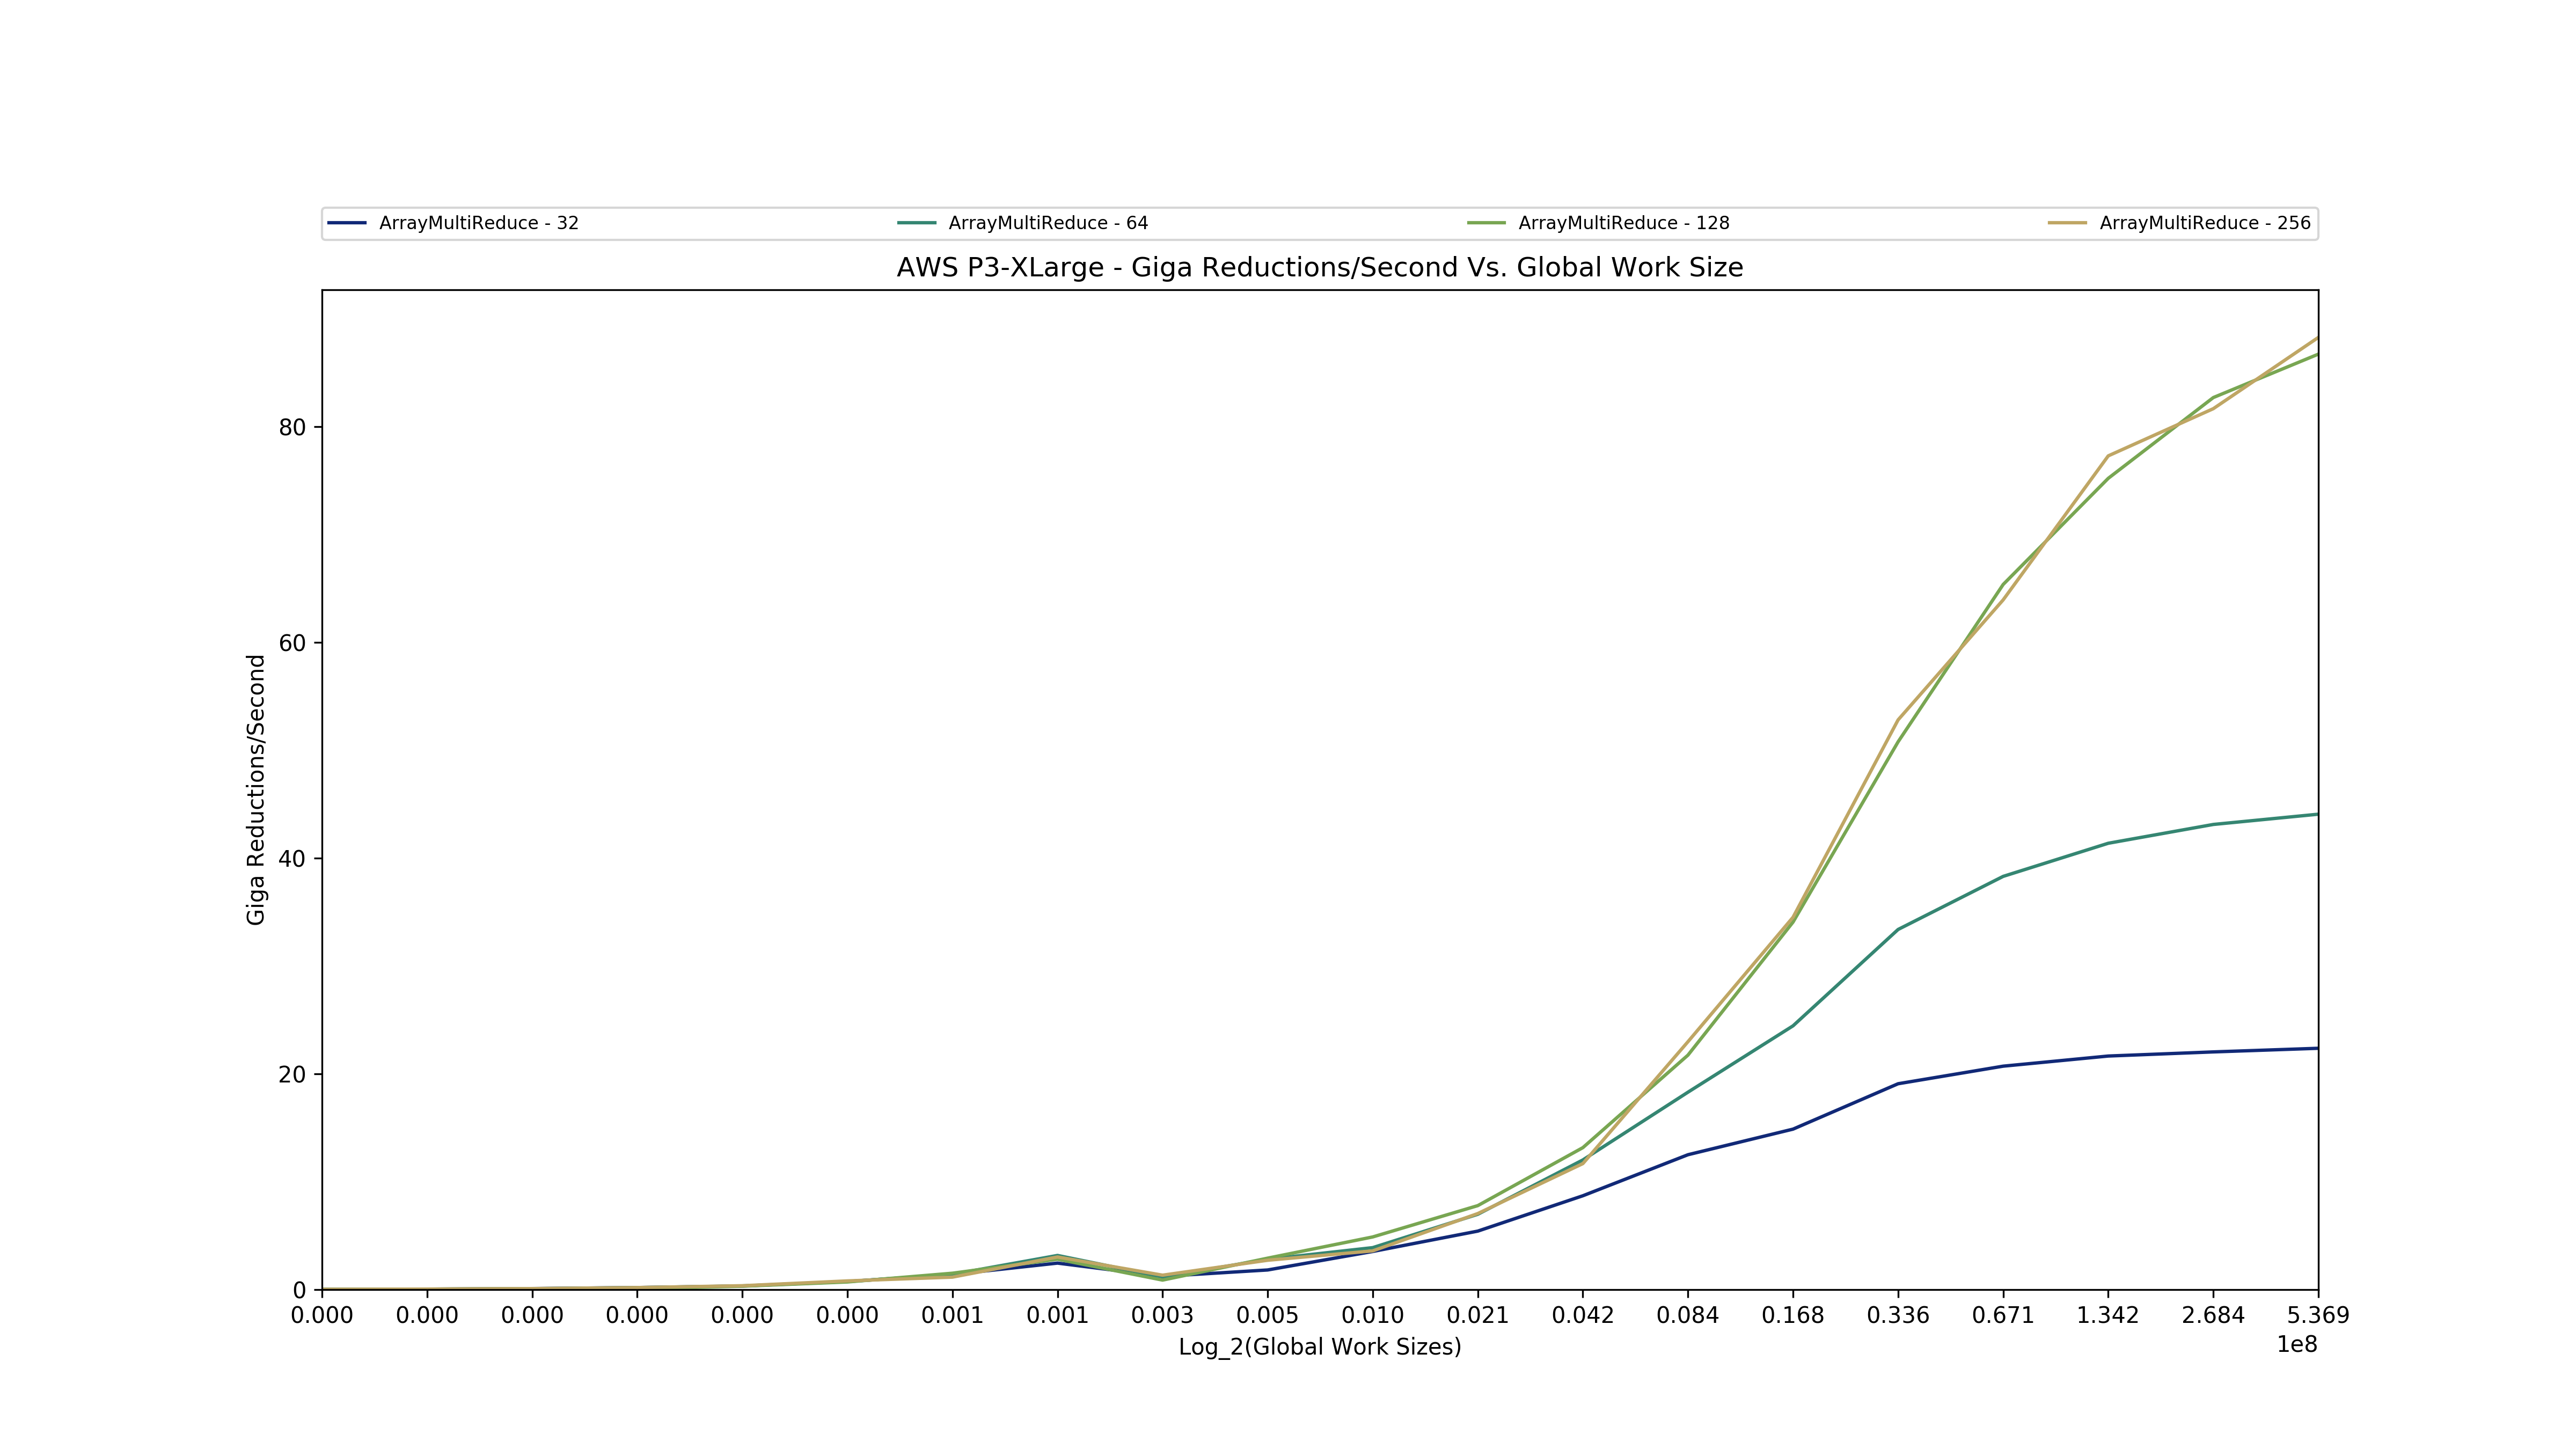 ArrayMultiReduce - 32 ArrayMultiReduce - 64 ArrayMultiReduce - 128 ArrayMultiReduce - 256
AWS P3-XLarge - Giga Reductions/Second Vs. Global Work Size
Giga Reductions/Second
80
60
40
20
0
0.000 0.000 0.000 0.000 0.000 0.000 0.001 0.001 0.003 0.005 0.010 0.021 0.042 0.084 0.168 0.336 0.671 1.342 2.684 5.369
1e8
Log_2(Global Work Sizes)